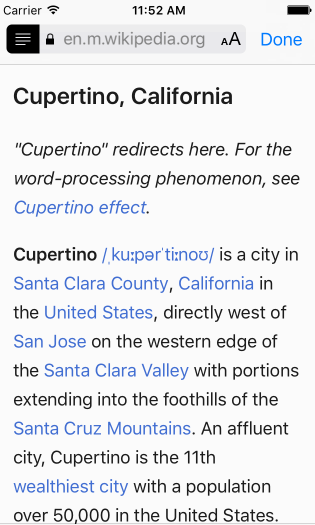 Carrier 11:52 AM
en.m.wikipedia.org AA Done
Cupertino, California
"Cupertino" redirects here. For the
word-processing phenomenon, see
Cupertino effect.
Cupertino /ˌkuːpərˈtiːnoʊ/ is a city in
Santa Clara County, California in
the United States, directly west of
San Jose on the western edge of
the Santa Clara Valley with portions
extending into the foothills of the
Santa Cruz Mountains. An affluent
city, Cupertino is the 11th
wealthiest city with a population
over 50,000 in the United States.